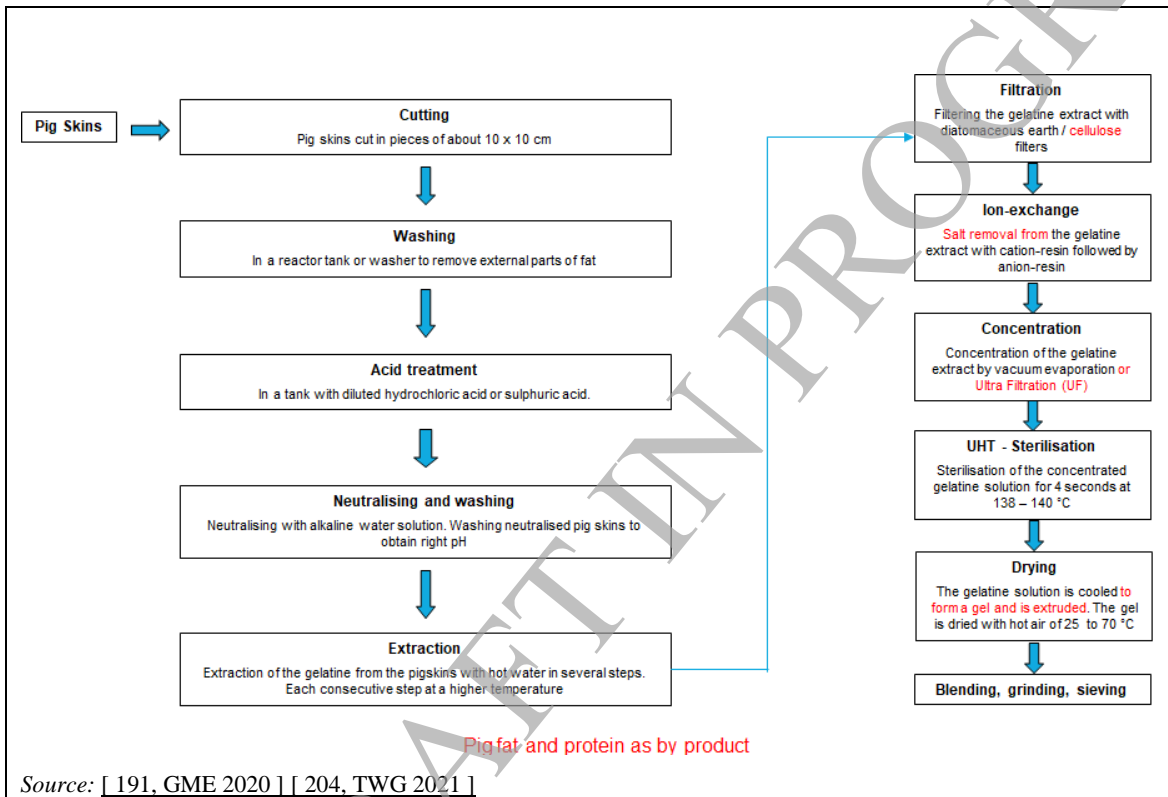 Pig Skins
Cutting
Pig skins cut in pieces of about 10 x 10 cm
Washing
In a reactor tank or washer to remove external parts of fat
Acid treatment
In a tank with diluted hydrochloric acid or sulphuric acid.
Neutralising and washing
Neutralising with alkaline water solution. Washing neutralised pig skins to
obtain right pH
Extraction
Extraction of the gelatine from the pigskins with hot water in several steps.
Each consecutive step at a higher temperature
Filtration
Filtering the gelatine extract with
diatomaceous earth / cellulose
filters
Ion-exchange
Salt removal from the gelatine
extract with cation-resin followed by
anion-resin
Concentration
Concentration of the gelatine
extract by vacuum evaporation or
Ultra Filtration (UF)
UHT - Sterilisation
Sterilisation of the concentrated
gelatine solution for 4 seconds at
138 – 140 °C
Drying
The gelatine solution is cooled to
form a gel and is extruded. The gel
is dried with hot air of 25 to 70 °C
Blending, grinding, sieving
Pig fat and protein as by product
Source: [ 191, GME 2020 ] [ 204, TWG 2021 ]
AFT IN PROGR